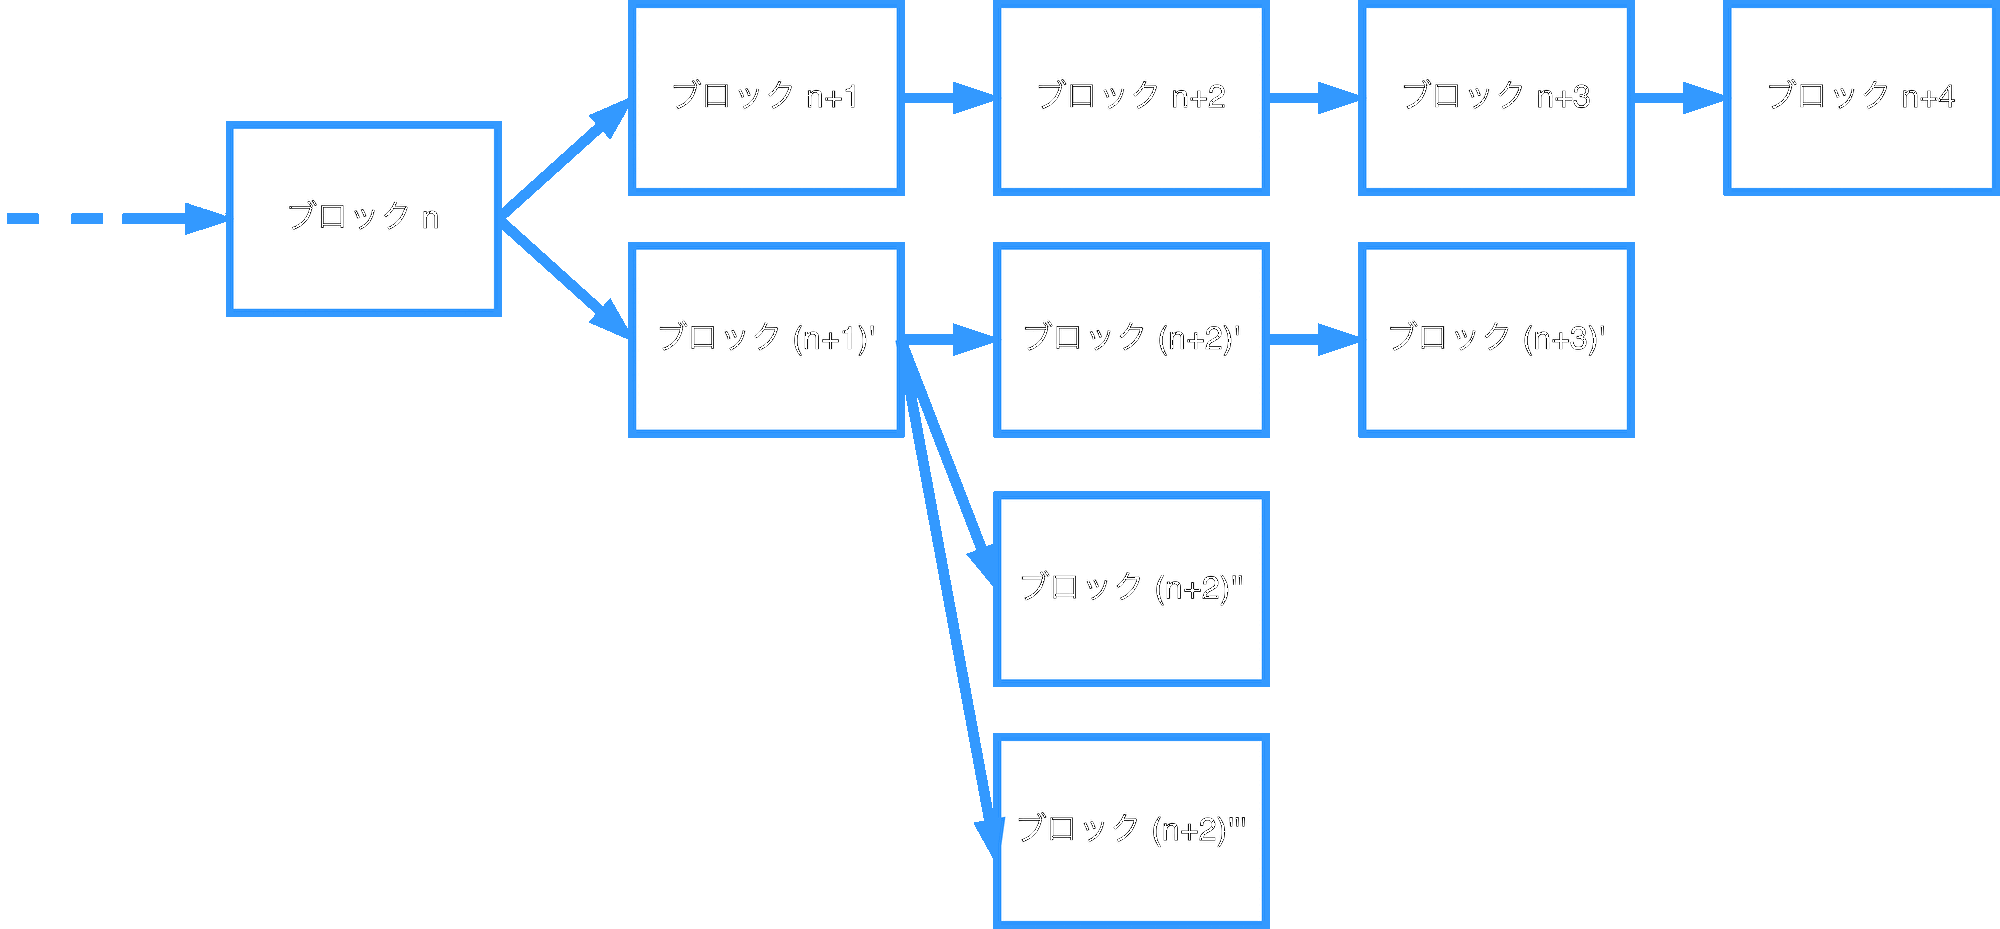 ブロック n+1
ブロック n+2
ブロック n+3
ブロック n+4
ブロック n
ブロック (n+1)'
ブロック (n+2)'
ブロック (n+3)'
ブロック (n+2)''
ブロック (n+2)'''